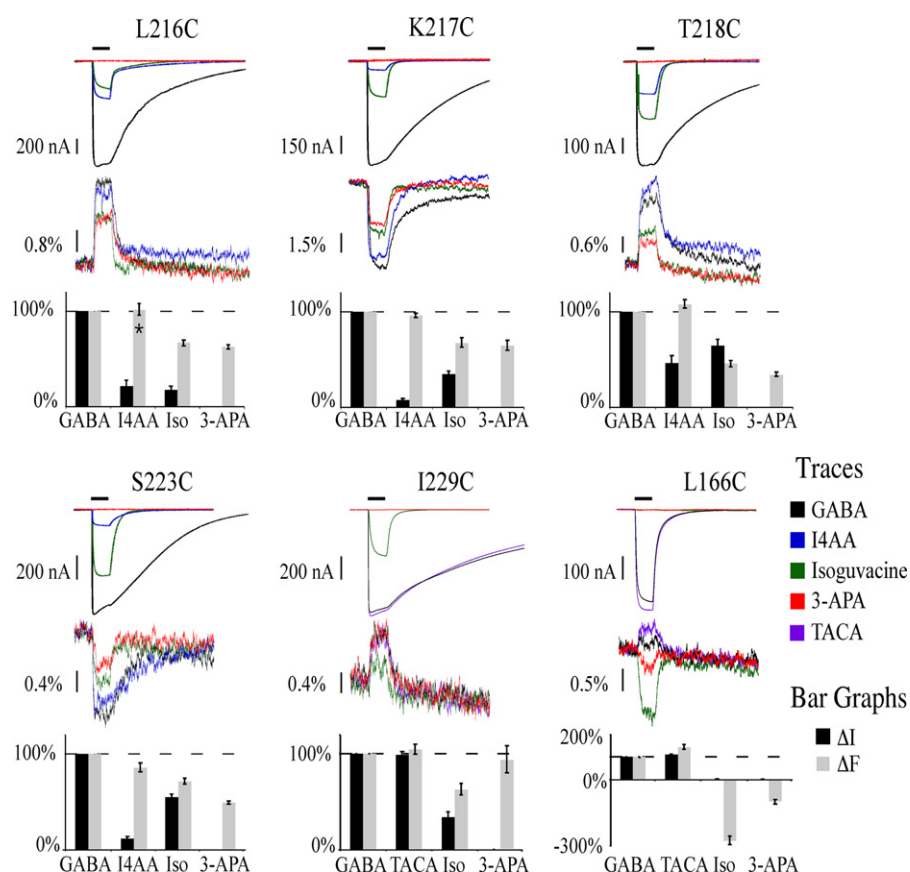 L216C
200 nA
0.8%
100%
*
0%
GABA I4AA Iso 3-APA
K217C
150 nA
1.5%
100%
0%
GABA I4AA Iso 3-APA
T218C
100 nA
0.6%
100%
0%
GABA I4AA Iso 3-APA
S223C
200 nA
0.4%
100%
0%
GABA I4AA Iso 3-APA
I229C
200 nA
0.4%
100%
0%
GABA TACA Iso 3-APA
L166C
100 nA
0.5%
200%
0%
-300%
GABA TACA Iso 3-APA
Traces
GABA
I4AA
Isoguvacine
3-APA
TACA
Bar Graphs
ΔI
ΔF